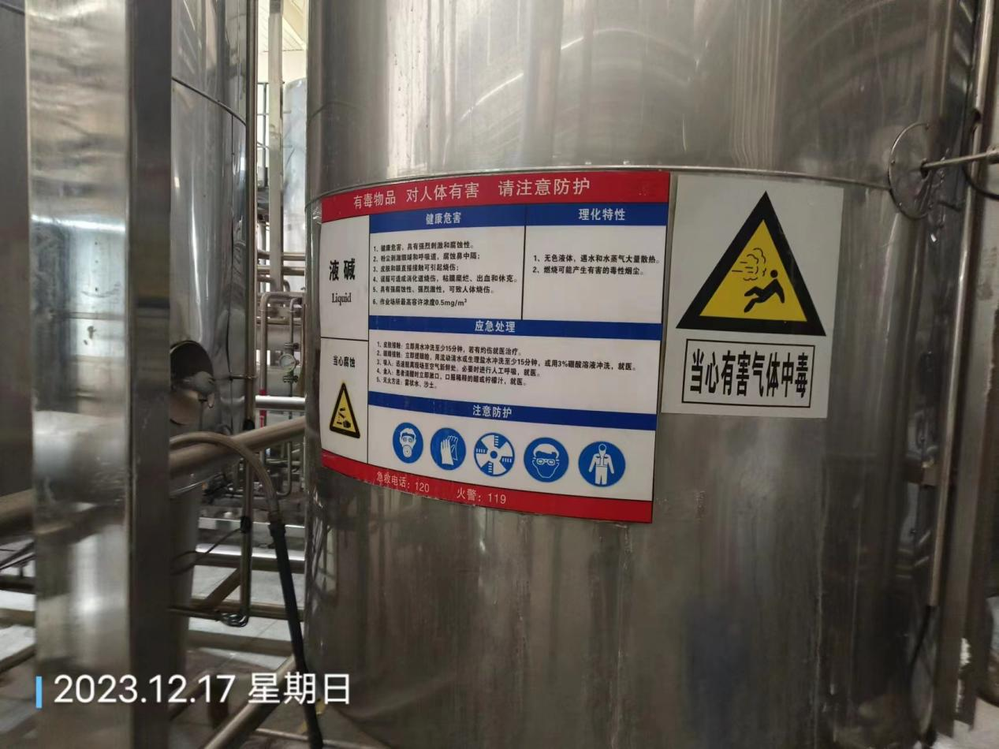 有毒物品 对人体有害 请注意防护
液碱
Liquid
当心腐蚀
健康危害
1、健康危害，具有强烈刺激和腐蚀性。
2、粉尘刺激眼球和呼吸道，腐蚀鼻中隔；
3、皮肤和眼直接接触可引起烧伤；
4、误服可造成消化道烧伤，粘膜糜烂、出血和休克。
5、具有强腐蚀性、强烈激性，可致人体烧伤。
6、作业场所最高容许浓度0.5mg/m³
理化特性
1、无色液体，遇水和水蒸气大量散热。
2、燃烧可能产生有害的毒性烟尘。
应急处理
1、皮肤接触：立即用水冲洗至少15分钟，若有灼伤就医治疗。
2、眼睛接触：立即提眼睑，用流动清水或生理盐水冲洗至少15分钟，或用3%硼酸溶液冲洗，就医。
3、吸入：迅速脱离现场至空气新鲜处，必要时进行人工呼吸，就医。
4、食入：患者清醒时立即漱口，口服稀释的醋或柠檬汁，就医。
5、灭火方法：雾状水、沙土。
注意防护
急救电话：120 火警：119
当心有害气体中毒
2023.12.17 星期日